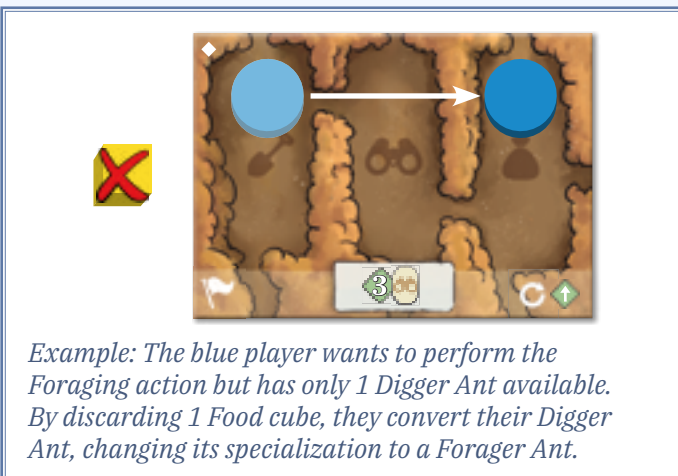 3
Example: The blue player wants to perform the
Foraging action but has only 1 Digger Ant available.
By discarding 1 Food cube, they convert their Digger
Ant, changing its specialization to a Forager Ant.